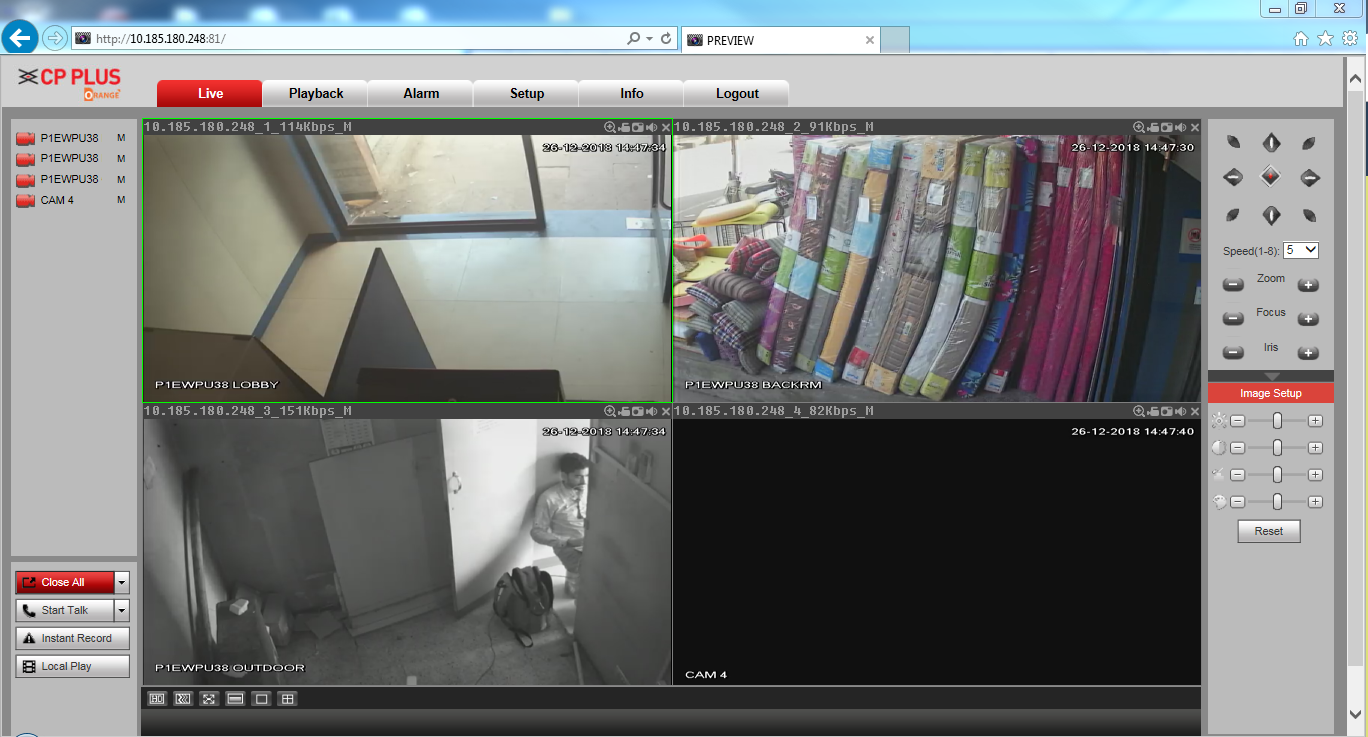 http://10.185.180.248:81/
PREVIEW
CP PLUS
ORANGE
Live
Playback
Alarm
Setup
Info
Logout
P1EWPU38 M
P1EWPU38 M
P1EWPU38 M
CAM 4 M
10.185.180.248_1_114Kbps_M
26-12-2018 14:47:34
P1EWPU38 LOBBY
10.185.180.248_2_91Kbps_M
26-12-2018 14:47:30
P1EWPU38 BACKRM
10.185.180.248_3_151Kbps_M
26-12-2018 14:47:34
P1EWPU38 OUTDOOR
10.185.180.248_4_82Kbps_M
26-12-2018 14:47:40
CAM 4
Speed(1-8): 5
Zoom
Focus
Iris
Image Setup
Reset
Close All
Start Talk
Instant Record
Local Play
HD